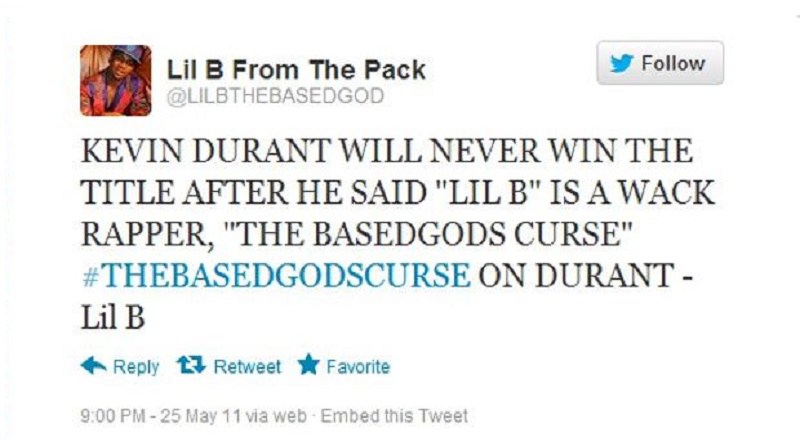 Lil B From The Pack
Follow
@LILBTHEBASEDGOD
KEVIN DURANT WILL NEVER WIN THE
TITLE AFTER HE SAID "LIL B" IS A WACK
RAPPER, "THE BASEDGODS CURSE"
#THEBASEDGODSCURSE ON DURANT -
Lil B
Reply Retweet Favorite
9:00 PM - 25 May 11 via web · Embed this Tweet